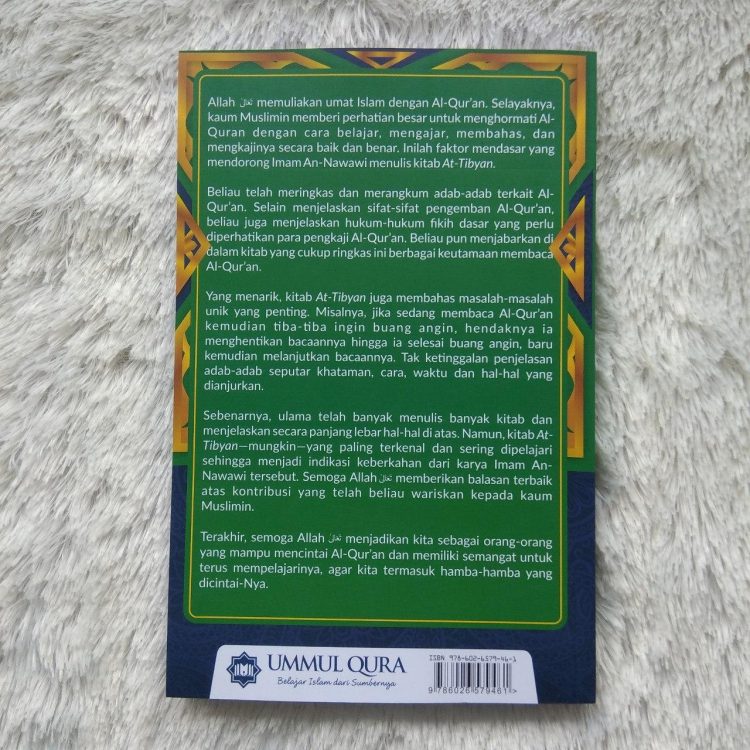 Allah تعالى memuliakan umat Islam dengan Al-Qur'an. Selayaknya,
kaum Muslimin memberi perhatian besar untuk menghormati Al-
Quran dengan cara belajar, mengajar, membahas, dan
mengkajinya secara baik dan benar. Inilah faktor mendasar yang
mendorong Imam An-Nawawi menulis kitab At-Tibyan.
Beliau telah meringkas dan merangkum adab-adab terkait Al-
Qur'an. Selain menjelaskan sifat-sifat pengemban Al-Qur'an,
beliau juga menjelaskan hukum-hukum fikih dasar yang perlu
diperhatikan para pengkaji Al-Qur'an. Beliau pun menjabarkan di
dalam kitab yang cukup ringkas ini berbagai keutamaan membaca
Al-Qur'an.
Yang menarik, kitab At-Tibyan juga membahas masalah-masalah
unik yang penting. Misalnya, jika sedang membaca Al-Qur'an
kemudian tiba-tiba ingin buang angin, hendaknya ia
menghentikan bacaannya hingga ia selesai buang angin, baru
kemudian melanjutkan bacaannya. Tak ketinggalan penjelasan
adab-adab seputar khataman, cara, waktu dan hal-hal yang
dianjurkan.
Sebenarnya, ulama telah banyak menulis banyak kitab dan
menjelaskan secara panjang lebar hal-hal di atas. Namun, kitab At-
Tibyan—mungkin—yang paling terkenal dan sering dipelajari
sehingga menjadi indikasi keberkahan dari karya Imam An-
Nawawi tersebut. Semoga Allah تعالى memberikan balasan terbaik
atas kontribusi yang telah beliau wariskan kepada kaum
Muslimin.
Terakhir, semoga Allah تعالى menjadikan kita sebagai orang-orang
yang mampu mencintai Al-Qur'an dan memiliki semangat untuk
terus mempelajarinya, agar kita termasuk hamba-hamba yang
dicintai-Nya.
UMMUL QURA
Belajar Islam dari Sumbernya
ISBN 978-602-6579-46-1
9 786026 579461 >